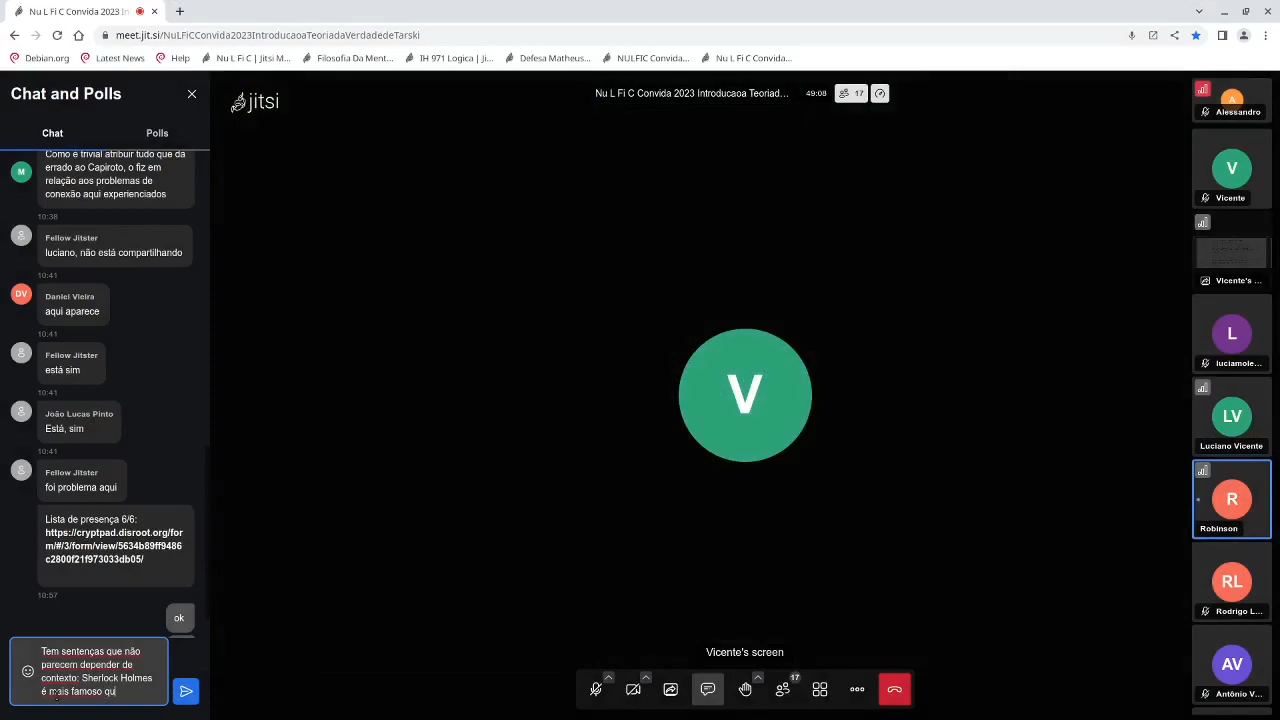 Nu L Fi C Convida 2023 In
meet.jit.si/NuLFiCConvida2023IntroducaoaTeoriadaVerdadedeTarski
Debian.org
Latest News
Help
Nu L Fi C | Jitsi M...
Filosofia Da Ment...
IH 971 Logica | Ji...
Defesa Matheus...
NULFIC Convida...
Nu L Fi C Convida...
Chat and Polls
Chat
Polls
Como é trivial atribuir tudo que da
errado ao Capiroto, o fiz em
relação aos problemas de
conexão aqui experienciados
M
10:38
Fellow Jitster
luciano, não está compartilhando
10:41
DV
Daniel Vieira
aqui aparece
10:41
Fellow Jitster
está sim
10:41
João Lucas Pinto
Está, sim
10:41
Fellow Jitster
foi problema aqui
Lista de presença 6/6:
https://cryptpad.disroot.org/for
m/#/3/form/view/5634b89ff9486
c2800f21f973033db05/
10:57
ok
Tem sentenças que não
parecem depender de
contexto: Sherlock Holmes
é mais famoso qu
jitsi
Nu L Fi C Convida 2023 Introducaoa Teoriad...
49:08
17
V
Vicente's screen
17
A
Alessandro
V
Vicente
Vicente's ...
L
luciamole...
LV
Luciano Vicente
R
Robinson
RL
Rodrigo L...
AV
Antônio V...